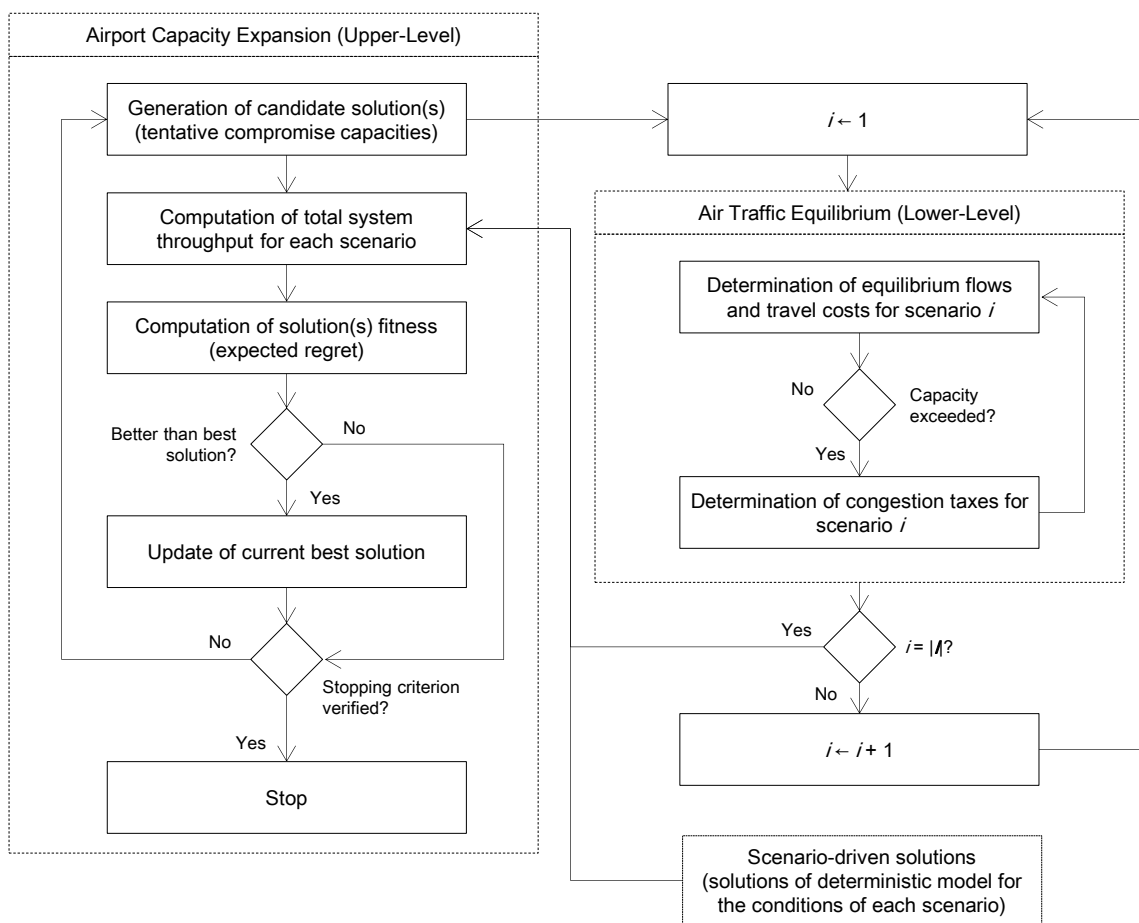 Airport Capacity Expansion (Upper-Level)
Generation of candidate solution(s)
(tentative compromise capacities)
Computation of total system
throughput for each scenario
Computation of solution(s) fitness
(expected regret)
Better than best
solution?
No
Yes
Update of current best solution
No
Stopping criterion
verified?
Yes
Stop
i ← 1
Air Traffic Equilibrium (Lower-Level)
Determination of equilibrium flows
and travel costs for scenario i
No
Capacity
exceeded?
Yes
Determination of congestion taxes for
scenario i
Yes
i = |I|?
No
i ← i + 1
Scenario-driven solutions
(solutions of deterministic model for
the conditions of each scenario)